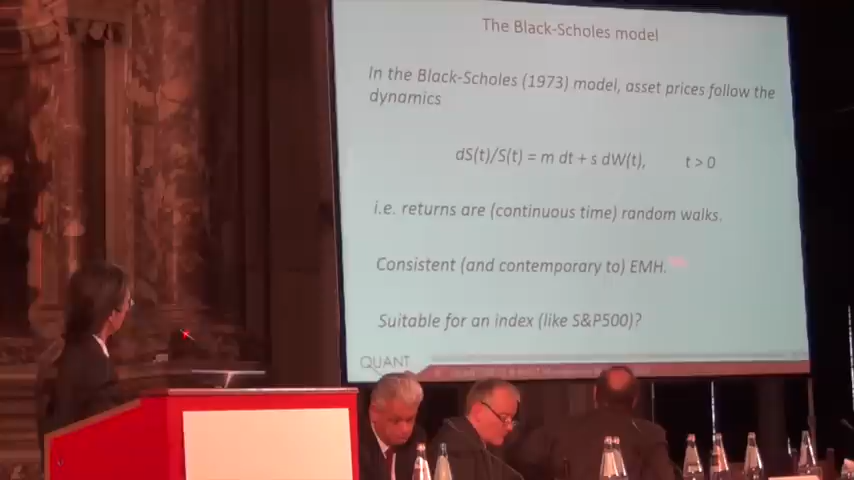 The Black-Scholes model
In the Black-Scholes (1973) model, asset prices follow the
dynamics
dS(t)/S(t) = m dt + s dW(t), t > 0
i.e. returns are (continuous time) random walks.
Consistent (and contemporary to) EMH.
Suitable for an index (like S&P500)?
QUANT